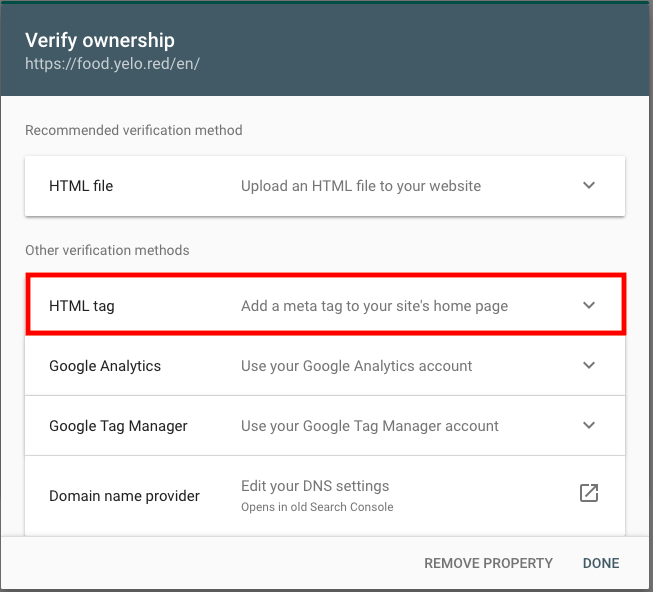 Verify ownership
https://food.yelo.red/en/
Recommended verification method
HTML file Upload an HTML file to your website
Other verification methods
HTML tag Add a meta tag to your site's home page
Google Analytics Use your Google Analytics account
Google Tag Manager Use your Google Tag Manager account
Domain name provider Edit your DNS settings
Opens in old Search Console
REMOVE PROPERTY DONE